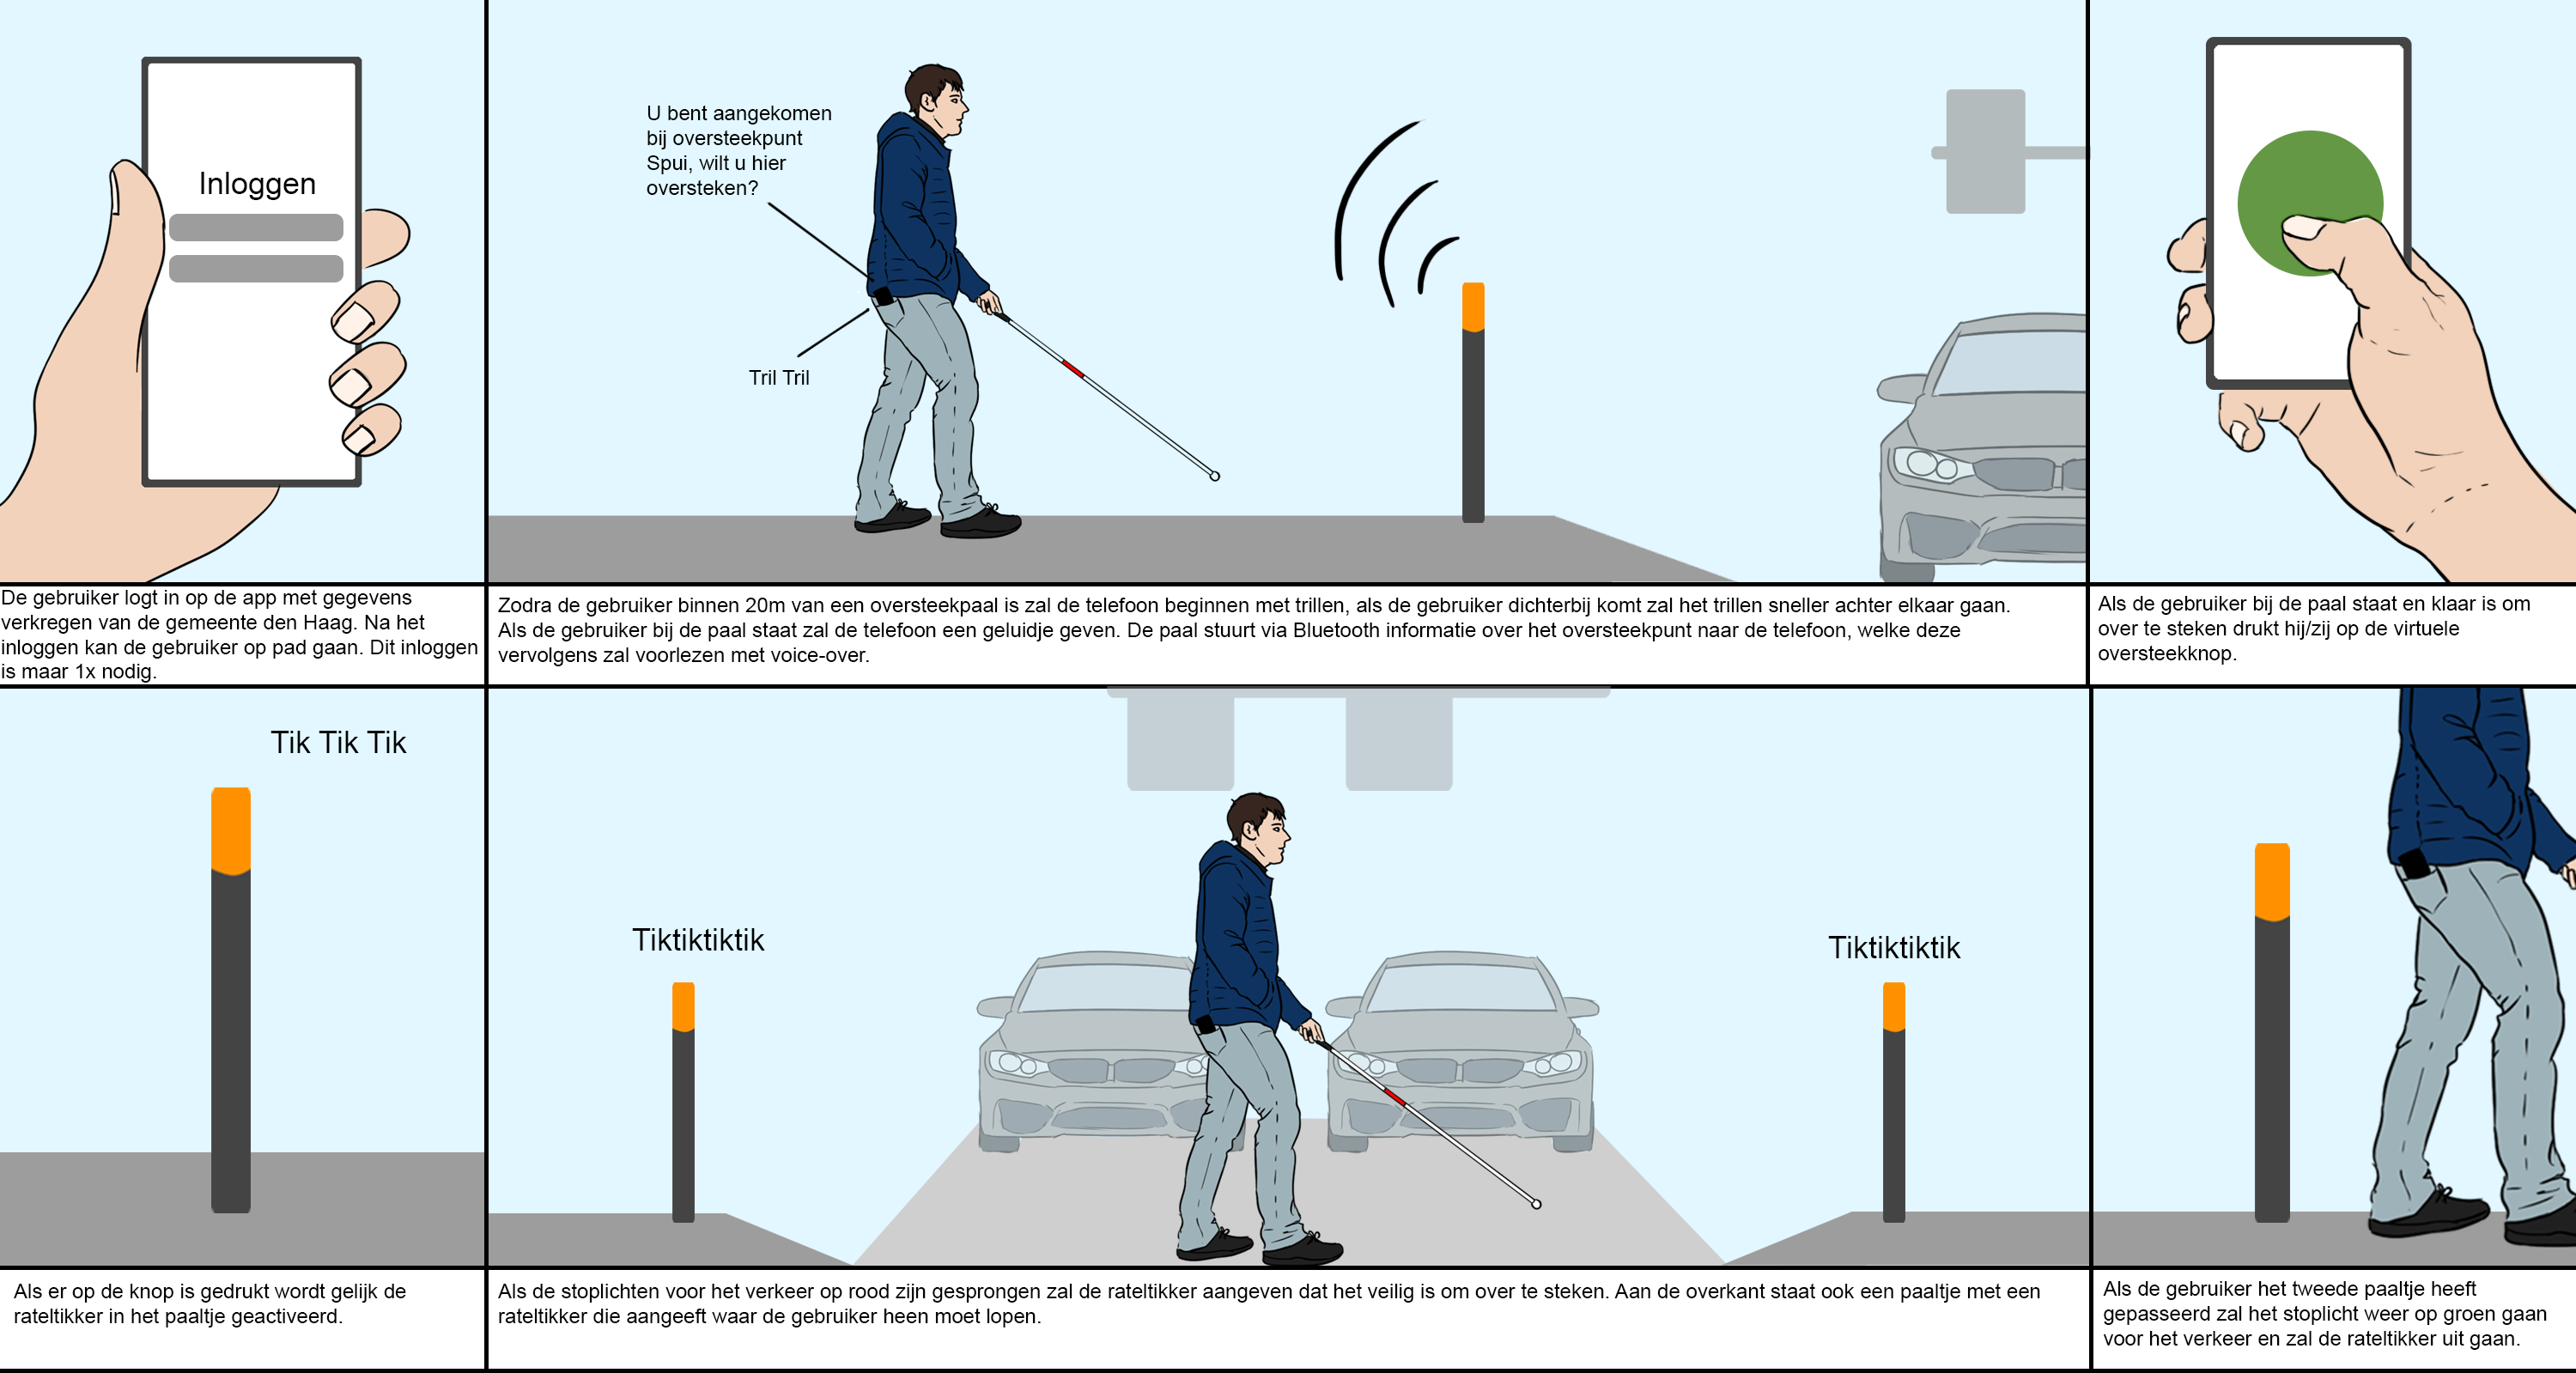 Inloggen
U bent aangekomen
bij oversteekpunt
Spui, wilt u hier
oversteken?
Tril Tril
De gebruiker logt in op de app met gegevens
verkregen van de gemeente den Haag. Na het
inloggen kan de gebruiker op pad gaan. Dit inloggen
is maar 1x nodig.
Zodra de gebruiker binnen 20m van een oversteekpaal is zal de telefoon beginnen met trillen, als de gebruiker dichterbij komt zal het trillen sneller achter elkaar gaan.
Als de gebruiker bij de paal staat zal de telefoon een geluidje geven. De paal stuurt via Bluetooth informatie over het oversteekpunt naar de telefoon, welke deze
vervolgens zal voorlezen met voice-over.
Als de gebruiker bij de paal staat en klaar is om
over te steken drukt hij/zij op de virtuele
oversteekknop.
Tik Tik Tik
Tiktiktiktik
Tiktiktiktik
Als er op de knop is gedrukt wordt gelijk de
rateltikker in het paaltje geactiveerd.
Als de stoplichten voor het verkeer op rood zijn gesprongen zal de rateltikker aangeven dat het veilig is om over te steken. Aan de overkant staat ook een paaltje met een
rateltikker die aangeeft waar de gebruiker heen moet lopen.
Als de gebruiker het tweede paaltje heeft
gepasseerd zal het stoplicht weer op groen gaan
voor het verkeer en zal de rateltikker uit gaan.